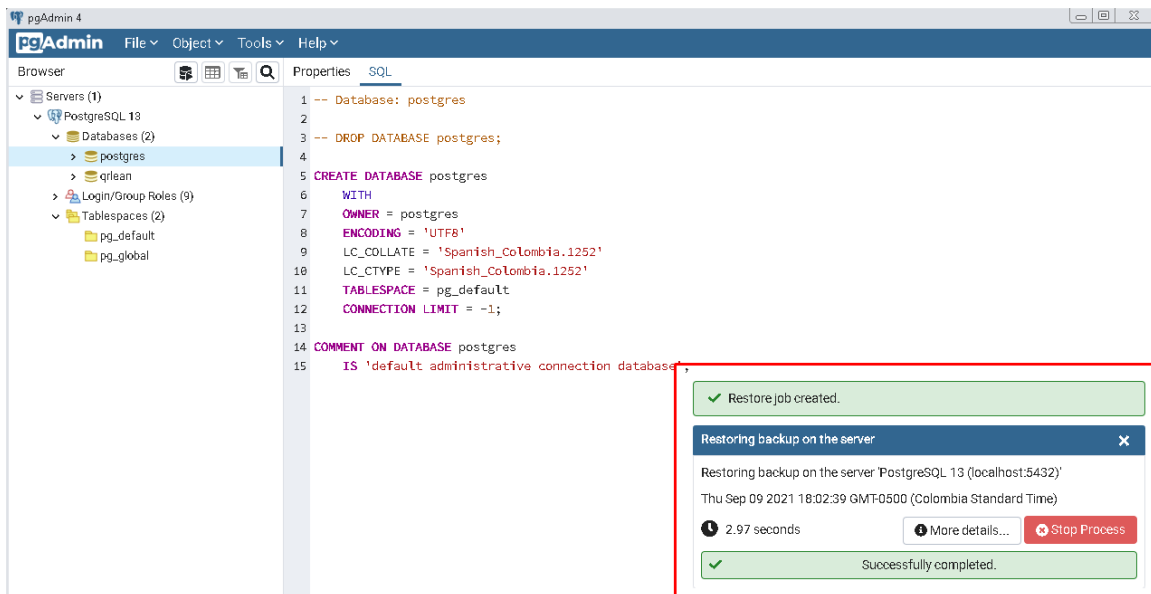 pgAdmin 4
pgAdmin File Object Tools Help
Browser
Properties SQL
Servers (1)
PostgreSQL 13
Databases (2)
postgres
qrlean
Login/Group Roles (9)
Tablespaces (2)
pg_default
pg_global
1 -- Database: postgres
2
3 -- DROP DATABASE postgres;
4
5 CREATE DATABASE postgres
6 WITH
7 OWNER = postgres
8 ENCODING = 'UTF8'
9 LC_COLLATE = 'Spanish_Colombia.1252'
10 LC_CTYPE = 'Spanish_Colombia.1252'
11 TABLESPACE = pg_default
12 CONNECTION LIMIT = -1;
13
14 COMMENT ON DATABASE postgres
15 IS 'default administrative connection database';
Restore job created.
Restoring backup on the server
Restoring backup on the server 'PostgreSQL 13 (localhost:5432)'
Thu Sep 09 2021 18:02:39 GMT-0500 (Colombia Standard Time)
2.97 seconds More details... Stop Process
Successfully completed.